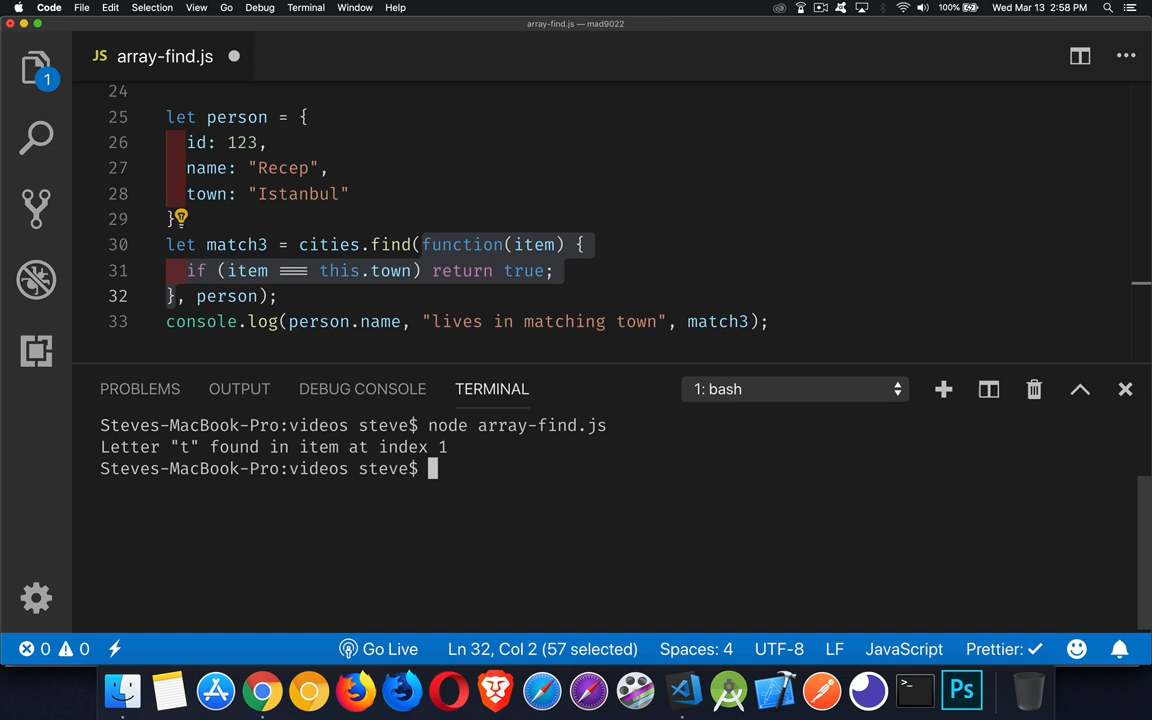 Code File Edit Selection View Go Debug Terminal Window Help 100% Wed Mar 13 2:58 PM
array-find.js — mad9022
JS array-find.js
1
24
25 let person = {
26 id: 123,
27 name: "Recep",
28 town: "Istanbul"
29 }
30 let match3 = cities.find(function(item) {
31 if (item === this.town) return true;
32 }, person);
33 console.log(person.name, "lives in matching town", match3);
PROBLEMS OUTPUT DEBUG CONSOLE TERMINAL 1: bash
Steves-MacBook-Pro:videos steve$ node array-find.js
Letter "t" found in item at index 1
Steves-MacBook-Pro:videos steve$
0 0 Go Live Ln 32, Col 2 (57 selected) Spaces: 4 UTF-8 LF JavaScript Prettier: ✓
>_ Ps